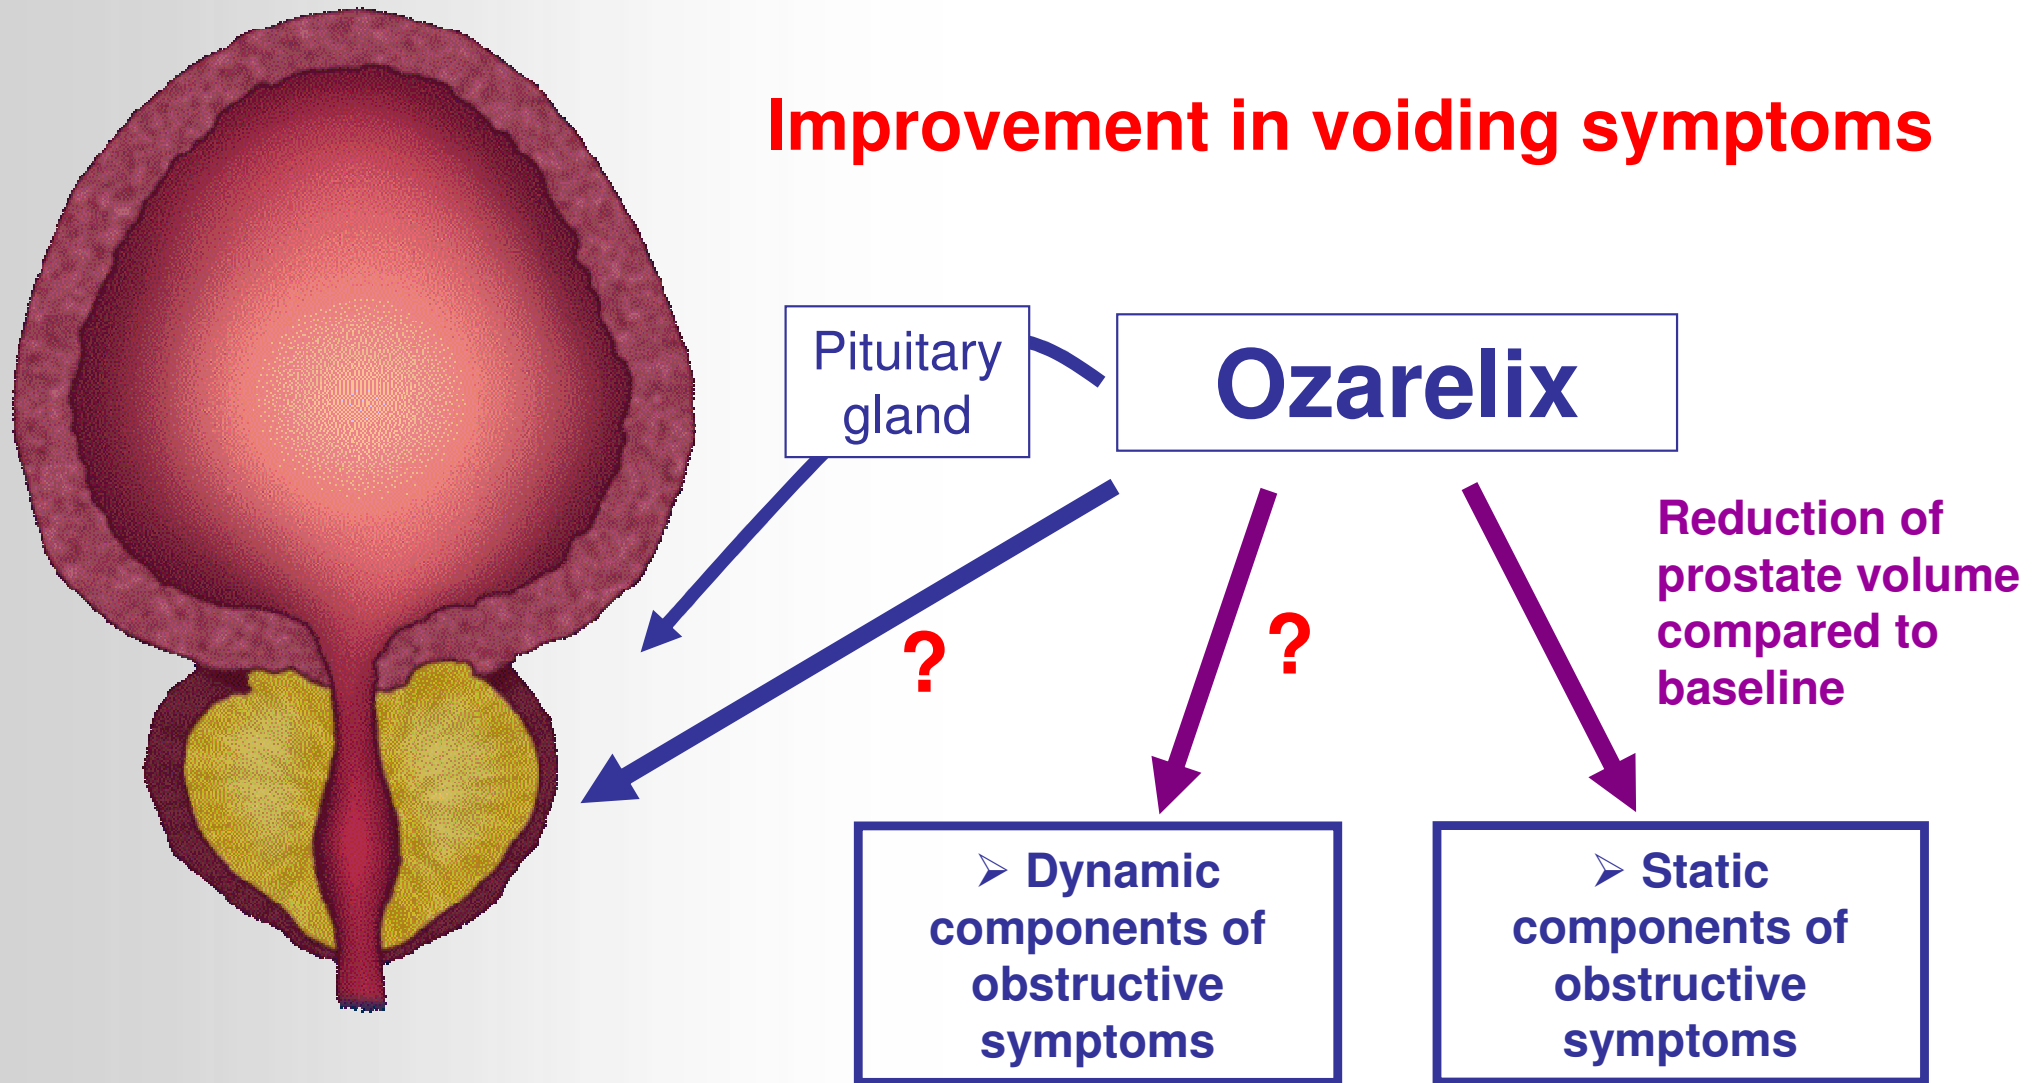 Improvement in voiding symptoms
Pituitary
gland
Ozarelix
Reduction of
prostate volume
compared to
baseline
?
?
➢ Dynamic
components of
obstructive
symptoms
➢ Static
components of
obstructive
symptoms